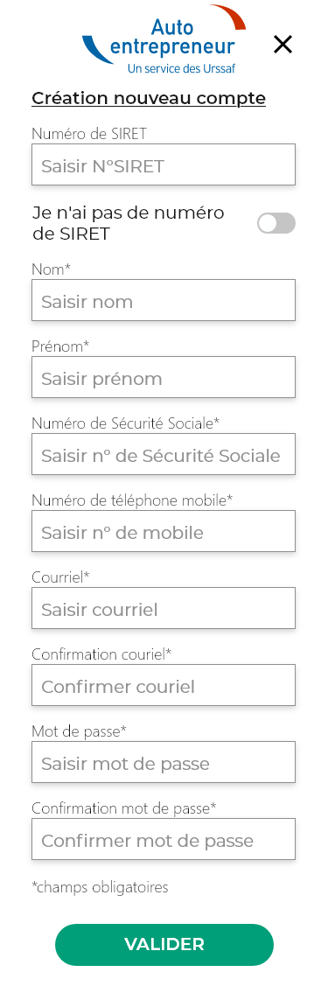 Auto
entrepreneur
Un service des Urssaf
Création nouveau compte
Numéro de SIRET
Saisir N°SIRET
Je n'ai pas de numéro
de SIRET
Nom*
Saisir nom
Prénom*
Saisir prénom
Numéro de Sécurité Sociale*
Saisir n° de Sécurité Sociale
Numéro de téléphone mobile*
Saisir n° de mobile
Courriel*
Saisir courriel
Confirmation couriel*
Confirmer couriel
Mot de passe*
Saisir mot de passe
Confirmation mot de passe*
Confirmer mot de passe
*champs obligatoires
VALIDER